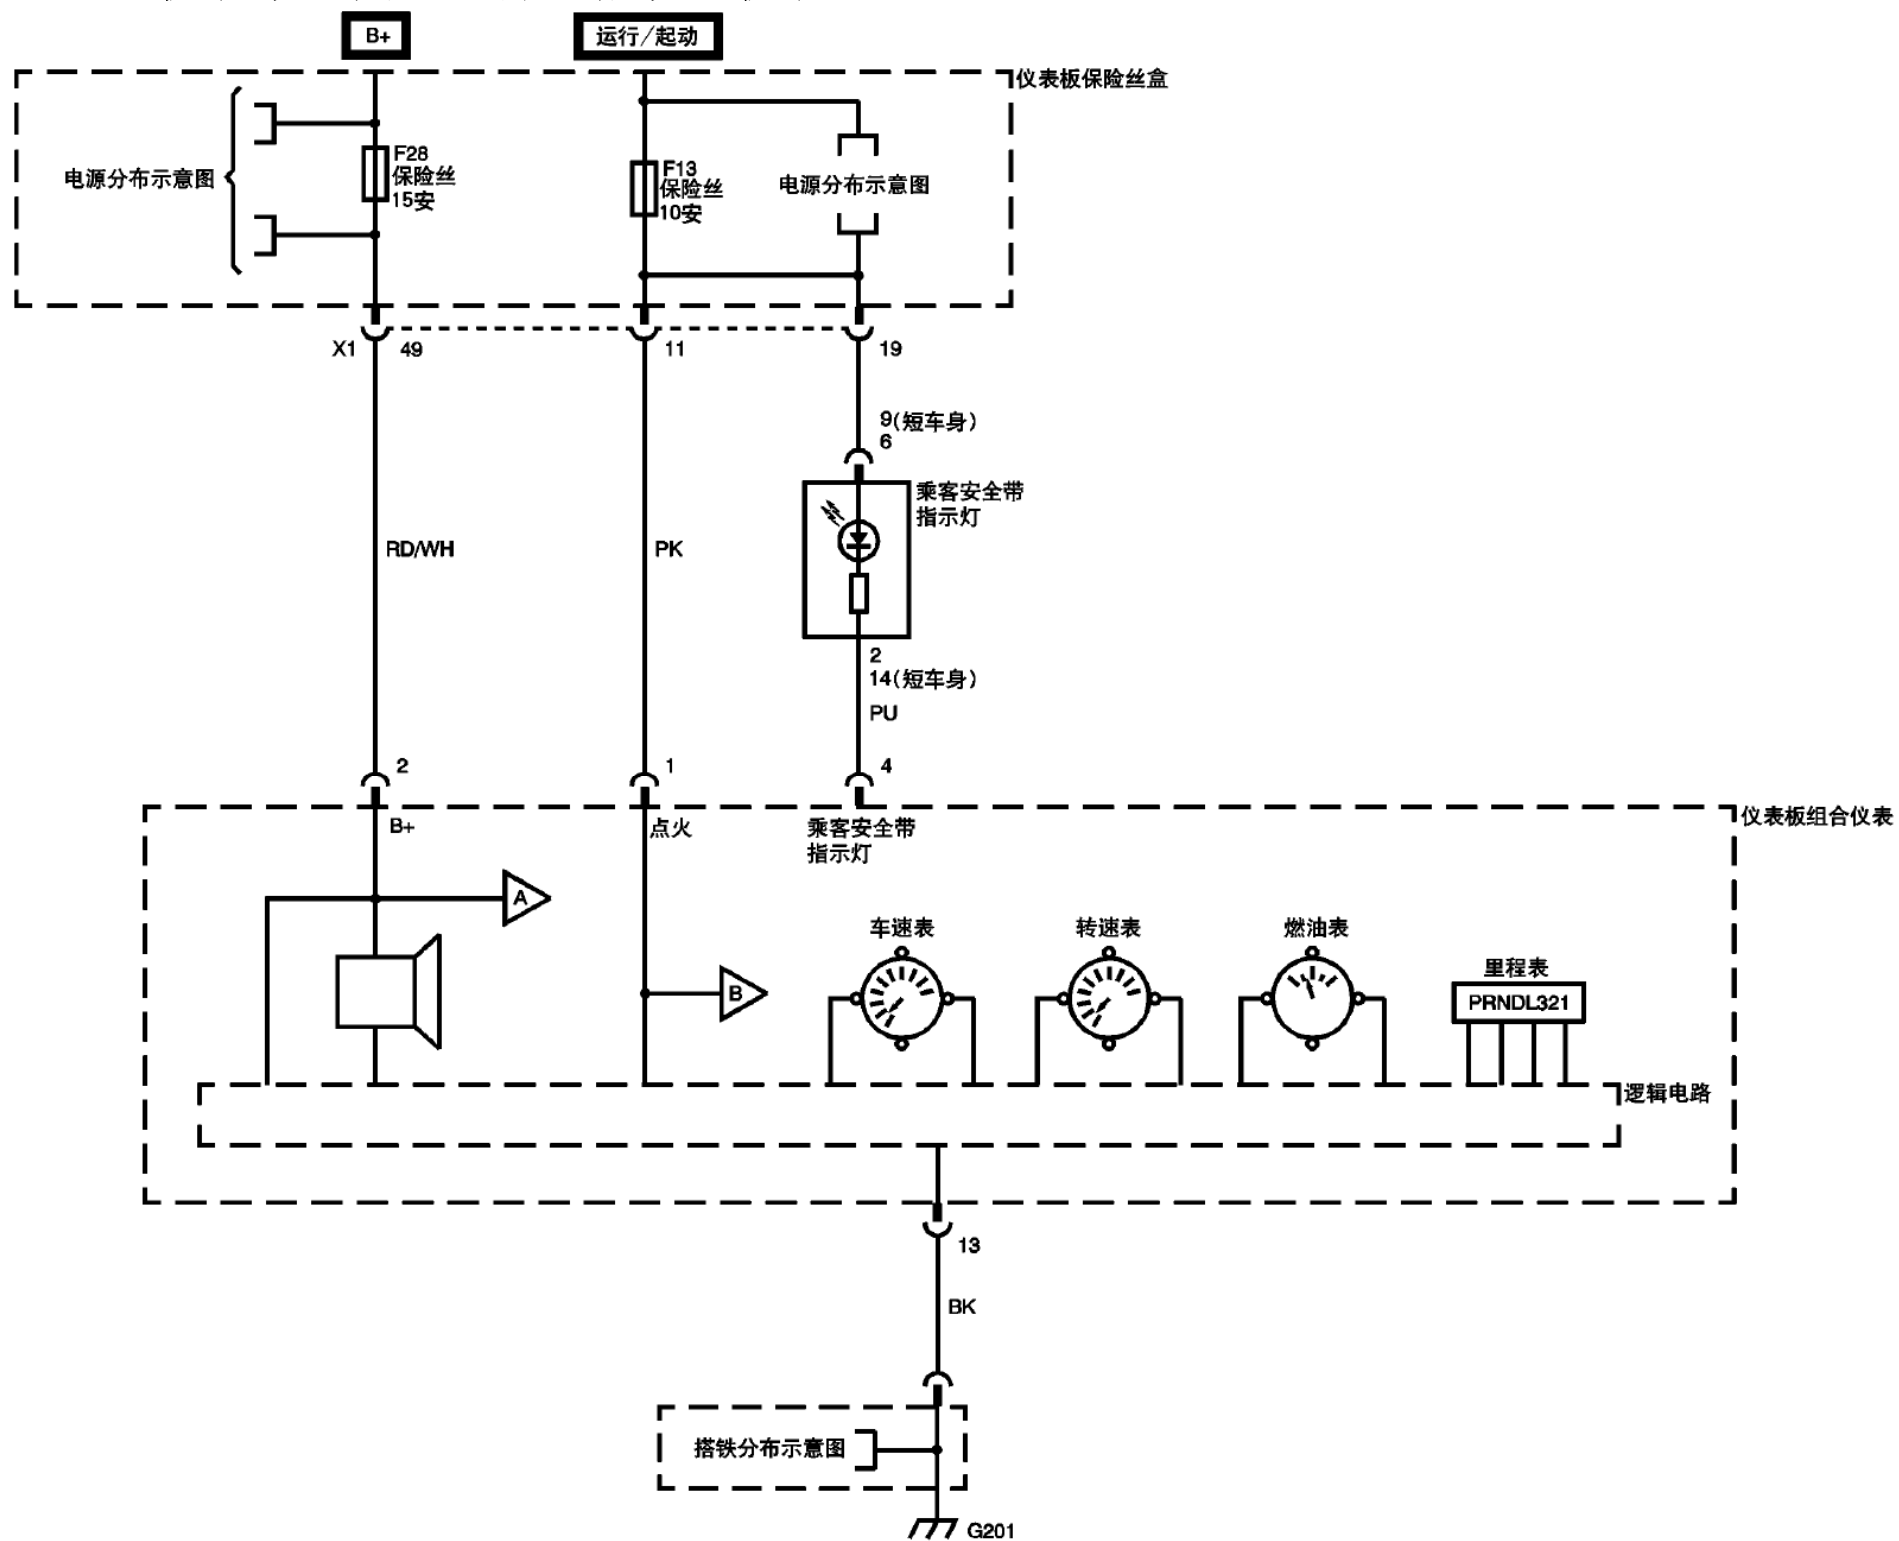 B+
运行/起动
仪表板保险丝盒
电源分布示意图
F28
保险丝
15安
F13
保险丝
10安
电源分布示意图
X1
49
11
19
9(短车身)
6
乘客安全带
指示灯
RD/WH
PK
2
14(短车身)
PU
2
1
4
B+
点火
乘客安全带
指示灯
仪表板组合仪表
A
B
车速表
转速表
燃油表
里程表
PRNDL321
逻辑电路
13
BK
搭铁分布示意图
G201